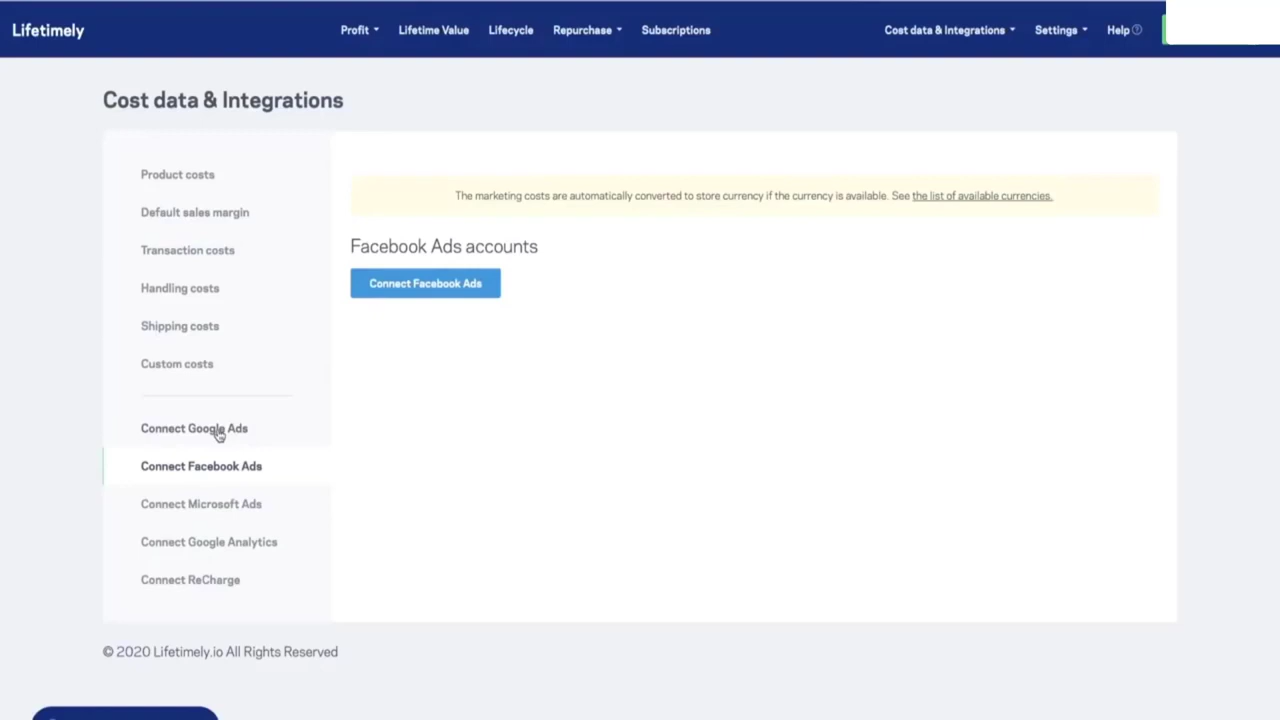 Lifetimely
Profit
Lifetime Value
Lifecycle
Repurchase
Subscriptions
Cost data & Integrations
Settings
Help
Cost data & Integrations
Product costs
Default sales margin
Transaction costs
Handling costs
Shipping costs
Custom costs
Connect Google Ads
Connect Facebook Ads
Connect Microsoft Ads
Connect Google Analytics
Connect ReCharge
The marketing costs are automatically converted to store currency if the currency is available. See the list of available currencies.
Facebook Ads accounts
Connect Facebook Ads
© 2020 Lifetimely.io All Rights Reserved